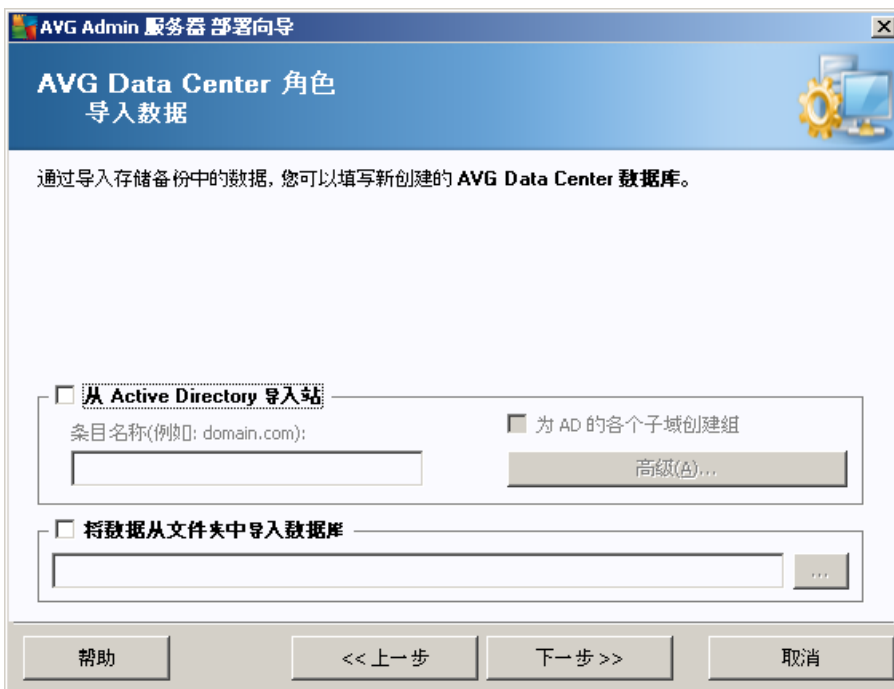 AVG Admin 服务器 部署向导
AVG Data Center 角色
导入数据
通过导入存储备份中的数据, 您可以填写新创建的 AVG Data Center 数据库。
从 Active Directory 导入站
条目名称(例如: domain.com):
为 AD 的各个子域创建组
高级(A)...
将数据从文件夹中导入数据库
...
帮助
<< 上一步
下一步 >>
取消